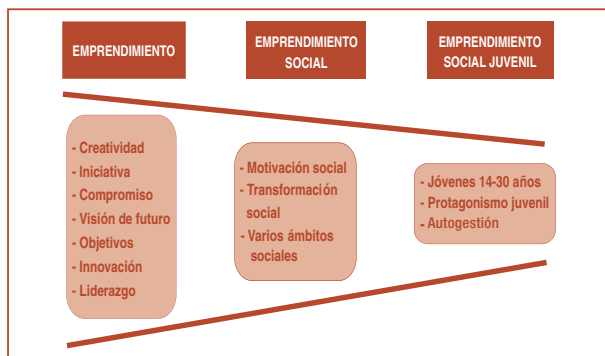 EMPRENDIMIENTO
EMPRENDIMIENTO
SOCIAL
EMPRENDIMIENTO
SOCIAL JUVENIL
- Creatividad
- Iniciativa
- Compromiso
- Visión de futuro
- Objetivos
- Innovación
- Liderazgo
- Motivación social
- Transformación
social
- Varios ámbitos
sociales
- Jóvenes 14-30 años
- Protagonismo juvenil
- Autogestión